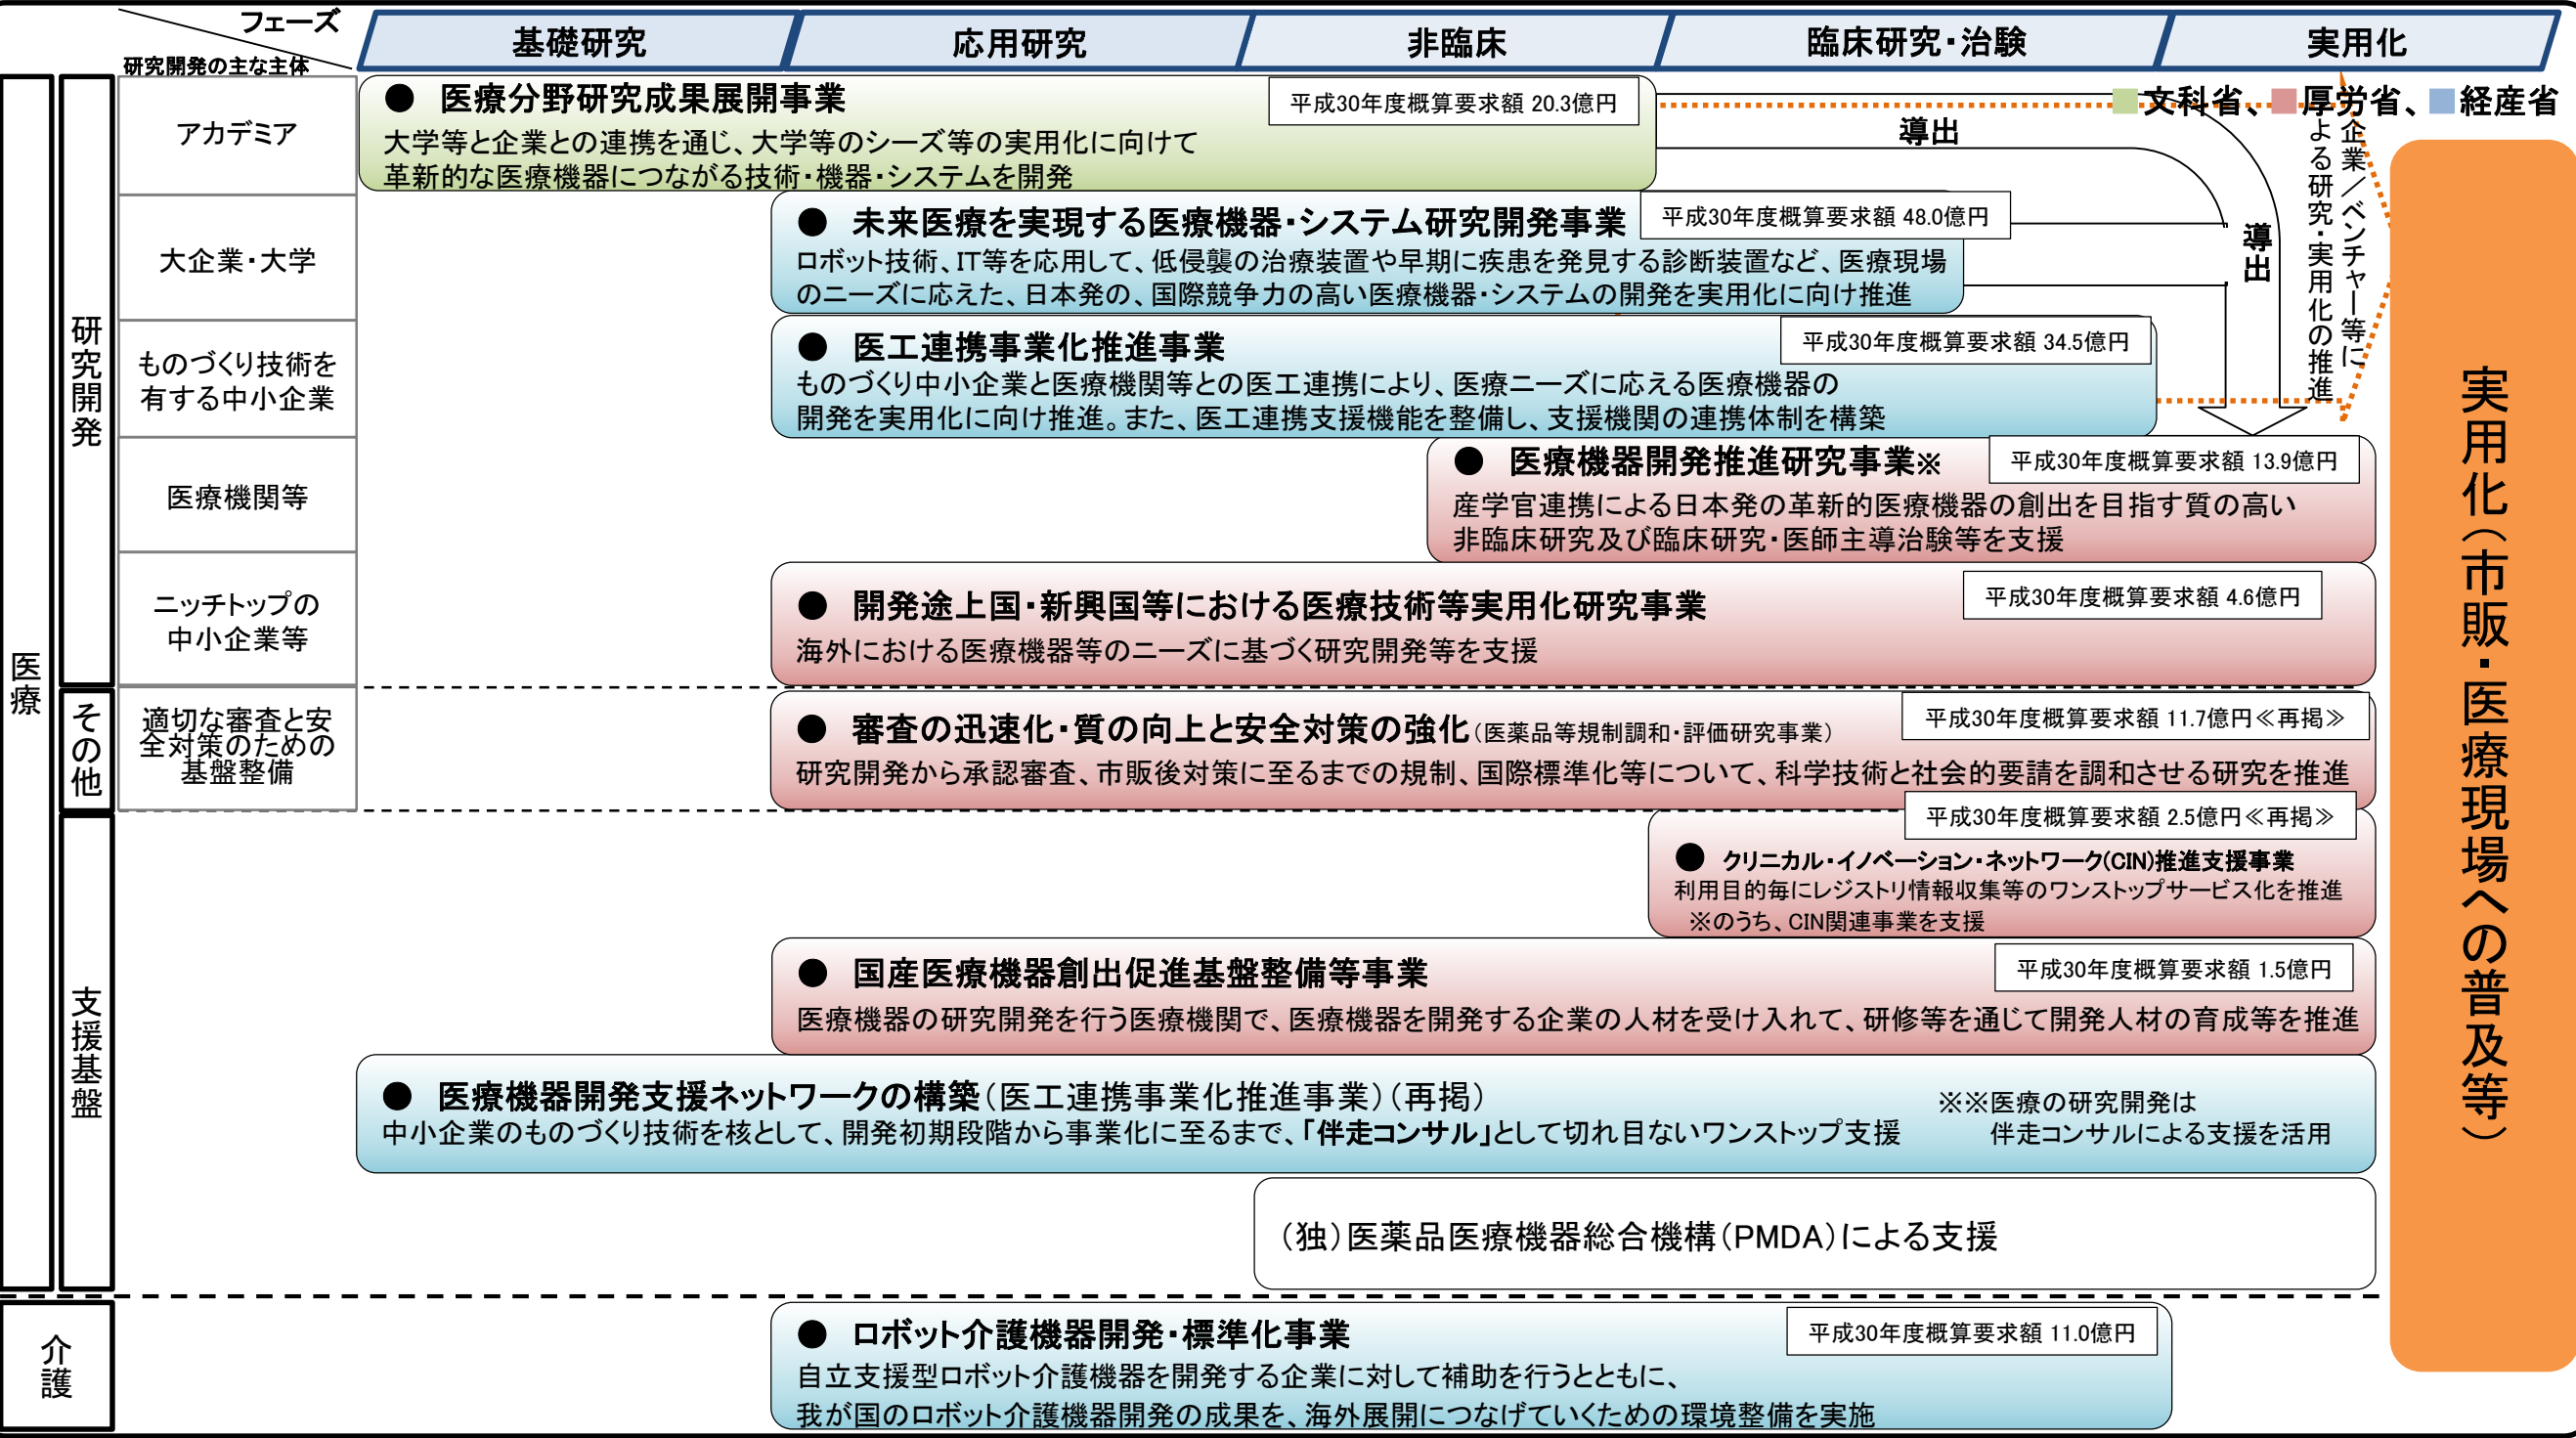 フェーズ
研究開発の主な主体
基礎研究
応用研究
非臨床
臨床研究・治験
実用化
文科省、厚労省、経産省
医療
研究開発
その他
支援基盤
介護
アカデミア
大企業・大学
ものづくり技術を
有する中小企業
医療機関等
ニッチトップの
中小企業等
適切な審査と安
全対策のための
基盤整備
● 医療分野研究成果展開事業
平成30年度概算要求額 20.3億円
大学等と企業との連携を通じ、大学等のシーズ等の実用化に向けて
革新的な医療機器につながる技術・機器・システムを開発
導出
導出
企業／ベンチャー等に
よる研究・実用化の推進
● 未来医療を実現する医療機器・システム研究開発事業
平成30年度概算要求額 48.0億円
ロボット技術、IT等を応用して、低侵襲の治療装置や早期に疾患を発見する診断装置など、医療現場
のニーズに応えた、日本発の、国際競争力の高い医療機器・システムの開発を実用化に向け推進
● 医工連携事業化推進事業
平成30年度概算要求額 34.5億円
ものづくり中小企業と医療機関等との医工連携により、医療ニーズに応える医療機器の
開発を実用化に向け推進。また、医工連携支援機能を整備し、支援機関の連携体制を構築
● 医療機器開発推進研究事業※
平成30年度概算要求額 13.9億円
産学官連携による日本発の革新的医療機器の創出を目指す質の高い
非臨床研究及び臨床研究・医師主導治験等を支援
● 開発途上国・新興国等における医療技術等実用化研究事業
平成30年度概算要求額 4.6億円
海外における医療機器等のニーズに基づく研究開発等を支援
● 審査の迅速化・質の向上と安全対策の強化（医薬品等規制調和・評価研究事業）
平成30年度概算要求額 11.7億円≪再掲≫
研究開発から承認審査、市販後対策に至るまでの規制、国際標準化等について、科学技術と社会的要請を調和させる研究を推進
平成30年度概算要求額 2.5億円≪再掲≫
● クリニカル・イノベーション・ネットワーク(CIN)推進支援事業
利用目的毎にレジストリ情報収集等のワンストップサービス化を推進
※のうち、CIN関連事業を支援
● 国産医療機器創出促進基盤整備等事業
平成30年度概算要求額 1.5億円
医療機器の研究開発を行う医療機関で、医療機器を開発する企業の人材を受け入れて、研修等を通じて開発人材の育成等を推進
● 医療機器開発支援ネットワークの構築（医工連携事業化推進事業）（再掲）
中小企業のものづくり技術を核として、開発初期段階から事業化に至るまで、「伴走コンサル」として切れ目ないワンストップ支援
※※医療の研究開発は
伴走コンサルによる支援を活用
（独）医薬品医療機器総合機構（PMDA）による支援
● ロボット介護機器開発・標準化事業
平成30年度概算要求額 11.0億円
自立支援型ロボット介護機器を開発する企業に対して補助を行うとともに、
我が国のロボット介護機器開発の成果を、海外展開につなげていくための環境整備を実施
実用化（市販・医療現場への普及等）